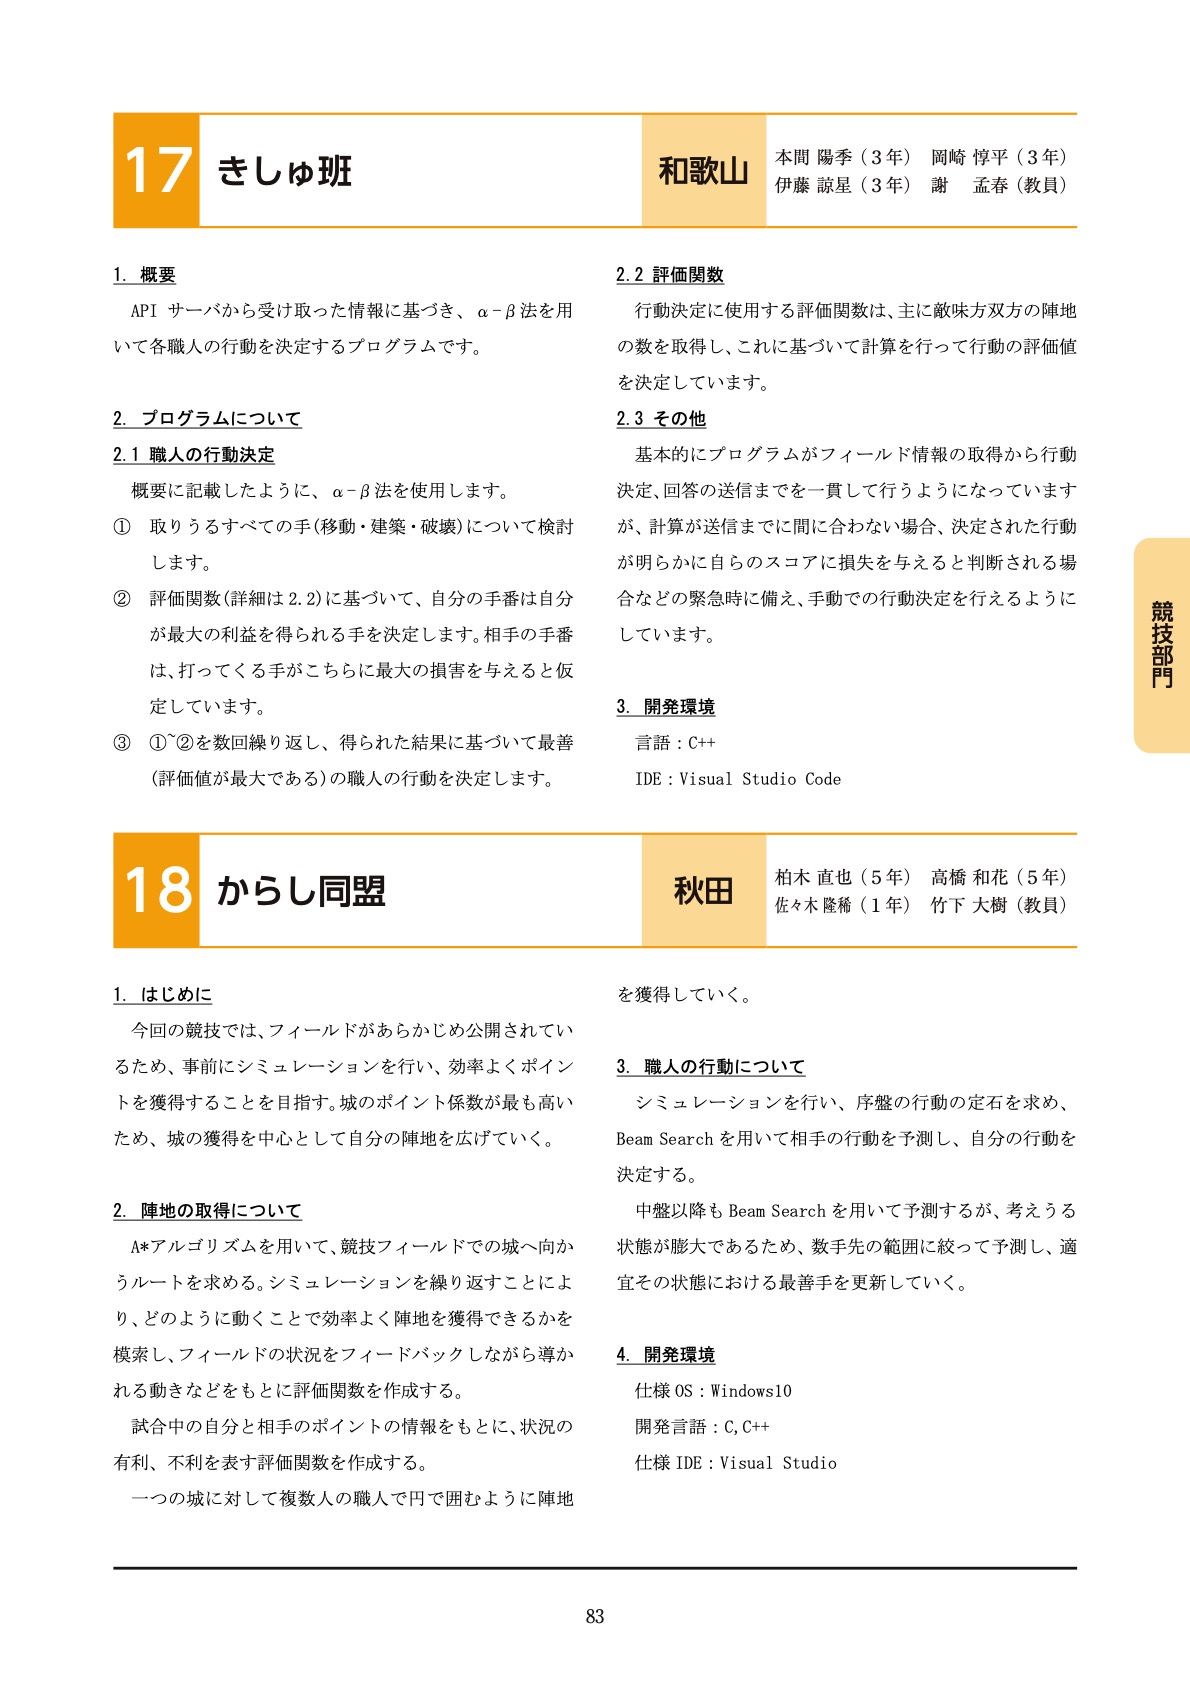 17 きしゅ班 和歌山 本間 陽季（３年） 岡崎 惇平（３年）
伊藤 諒星（３年） 謝　孟春（教員）
1. 概要
API サーバから受け取った情報に基づき、α-β法を用
いて各職人の行動を決定するプログラムです。
2. プログラムについて
2.1 職人の行動決定
概要に記載したように、α-β法を使用します。
① 取りうるすべての手(移動・建築・破壊)について検討
します。
② 評価関数(詳細は 2.2)に基づいて、自分の手番は自分
が最大の利益を得られる手を決定します。相手の手番
は、打ってくる手がこちらに最大の損害を与えると仮
定しています。
③ ①~②を数回繰り返し、得られた結果に基づいて最善
(評価値が最大である)の職人の行動を決定します。
2.2 評価関数
行動決定に使用する評価関数は、主に敵味方双方の陣地
の数を取得し、これに基づいて計算を行って行動の評価値
を決定しています。
2.3 その他
基本的にプログラムがフィールド情報の取得から行動
決定、回答の送信までを一貫して行うようになっています
が、計算が送信までに間に合わない場合、決定された行動
が明らかに自らのスコアに損失を与えると判断される場
合などの緊急時に備え、手動での行動決定を行えるように
しています。
3. 開発環境
言語：C++
IDE：Visual Studio Code
競技部門
18 からし同盟 秋田 柏木 直也（５年） 高橋 和花（５年）
佐々木 隆稀（１年） 竹下 大樹（教員）
1. はじめに
今回の競技では、フィールドがあらかじめ公開されてい
るため、事前にシミュレーションを行い、効率よくポイン
トを獲得することを目指す。城のポイント係数が最も高い
ため、城の獲得を中心として自分の陣地を広げていく。
2. 陣地の取得について
A*アルゴリズムを用いて、競技フィールドでの城へ向か
うルートを求める。シミュレーションを繰り返すことによ
り、どのように動くことで効率よく陣地を獲得できるかを
模索し、フィールドの状況をフィードバックしながら導か
れる動きなどをもとに評価関数を作成する。
試合中の自分と相手のポイントの情報をもとに、状況の
有利、不利を表す評価関数を作成する。
一つの城に対して複数人の職人で円で囲むように陣地
を獲得していく。
3. 職人の行動について
シミュレーションを行い、序盤の行動の定石を求め、
Beam Search を用いて相手の行動を予測し、自分の行動を
決定する。
中盤以降も Beam Search を用いて予測するが、考えうる
状態が膨大であるため、数手先の範囲に絞って予測し、適
宜その状態における最善手を更新していく。
4. 開発環境
仕様 OS：Windows10
開発言語：C,C++
仕様 IDE：Visual Studio
83